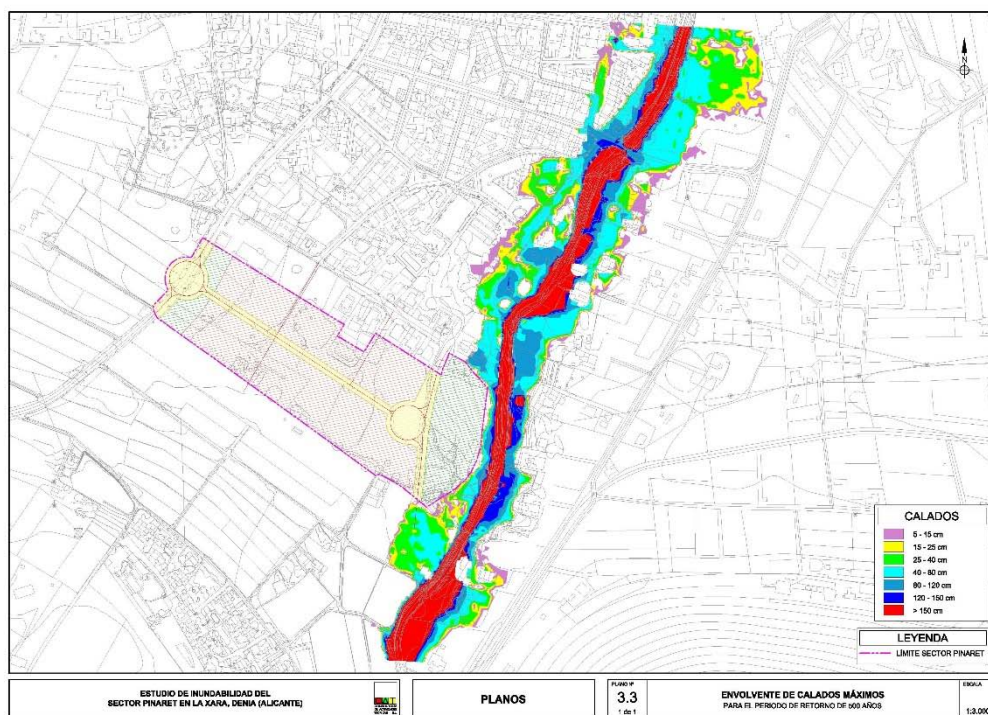 N
CALADOS
5 - 15 cm
15 - 25 cm
25 - 40 cm
40 - 80 cm
80 - 120 cm
120 - 150 cm
> 150 cm
LEYENDA
LÍMITE SECTOR PINARET
ESTUDIO DE INUNDABILIDAD DEL
SECTOR PINARET EN LA XARA, DENIA (ALICANTE)
PLANOS
PLANO Nº
3.3
1 de 1
ENVOLVENTE DE CALADOS MÁXIMOS
PARA EL PERIODO DE RETORNO DE 500 AÑOS
ESCALA
1:3.000